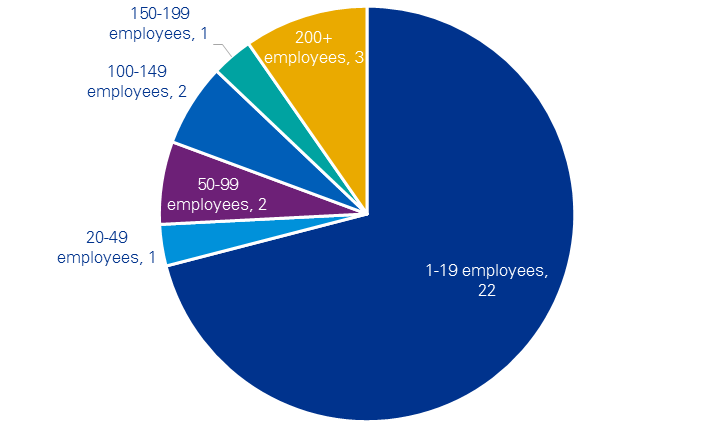 150-199
employees, 1
200+
employees, 3
100-149
employees, 2
50-99
employees, 2
20-49
employees, 1
1-19 employees,
22